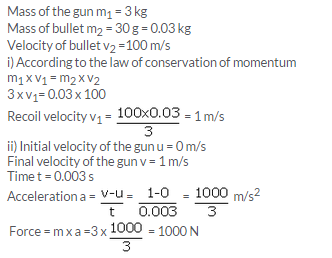 Mass of the gun m₁ = 3 kg
Mass of bullet m₂ = 30 g = 0.03 kg
Velocity of bullet v₂ =100 m/s
i) According to the law of conservation of momentum
m₁ x v₁ = m₂ x v₂
3 x v₁= 0.03 x 100
Recoil velocity v₁ = 100x0.03 / 3 = 1 m/s
ii) Initial velocity of the gun u = 0 m/s
Final velocity of the gun v = 1 m/s
Time t = 0.003 s
Acceleration a = v-u / t = 1-0 / 0.003 = 1000 / 3 m/s²
Force = m x a =3 x 1000 / 3 = 1000 N